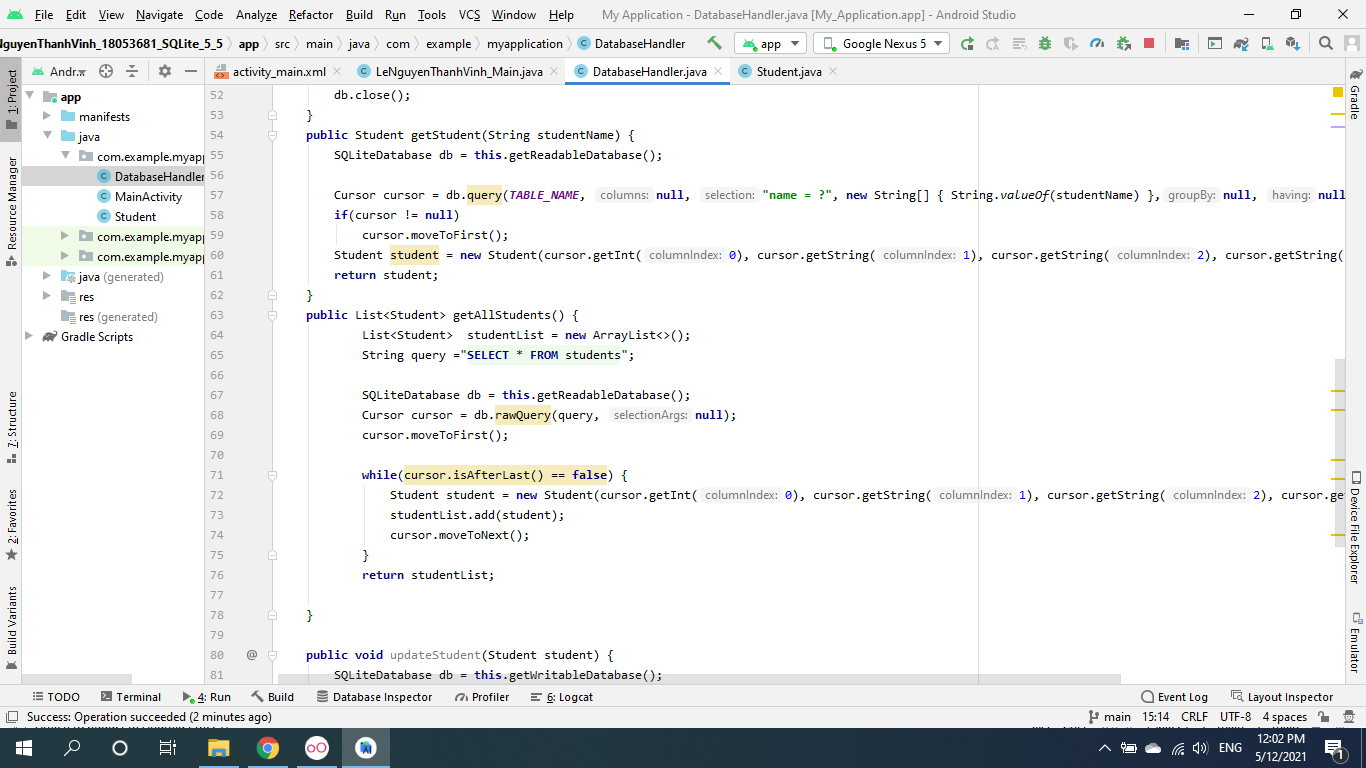 File Edit View Navigate Code Analyze Refactor Build Run Tools VCS Window Help My Application - DatabaseHandler.java [My_Application.app] - Android Studio
NguyenThanhVinh_18053681_SQLite_5_5 app src main java com example myapplication DatabaseHandler app Google Nexus 5
1: Project
Resource Manager
7: Structure
2: Favorites
Build Variants
Andr...
app
manifests
java
com.example.myapp
DatabaseHandler
MainActivity
Student
com.example.myapp
com.example.myapp
java (generated)
res
res (generated)
Gradle Scripts
activity_main.xml LeNguyenThanhVinh_Main.java DatabaseHandler.java Student.java
52 db.close();
53 }
54 public Student getStudent(String studentName) {
55 SQLiteDatabase db = this.getReadableDatabase();
56
57 Cursor cursor = db.query(TABLE_NAME, columns: null, selection: "name = ?", new String[] { String.valueOf(studentName) }, groupBy: null, having: null
58 if(cursor != null)
59 cursor.moveToFirst();
60 Student student = new Student(cursor.getInt( columnIndex: 0), cursor.getString( columnIndex: 1), cursor.getString( columnIndex: 2), cursor.getString(
61 return student;
62 }
63 public List<Student> getAllStudents() {
64 List<Student>  studentList = new ArrayList<>();
65 String query ="SELECT * FROM students";
66
67 SQLiteDatabase db = this.getReadableDatabase();
68 Cursor cursor = db.rawQuery(query, selectionArgs: null);
69 cursor.moveToFirst();
70
71 while(cursor.isAfterLast() == false) {
72 Student student = new Student(cursor.getInt( columnIndex: 0), cursor.getString( columnIndex: 1), cursor.getString( columnIndex: 2), cursor.ge
73 studentList.add(student);
74 cursor.moveToNext();
75 }
76 return studentList;
77
78 }
79
80 @ public void updateStudent(Student student) {
81 SQLiteDatabase db = this.getWritableDatabase();
Gradle
Device File Explorer
Emulator
TODO Terminal 4: Run Build Database Inspector Profiler 6: Logcat Event Log Layout Inspector
Success: Operation succeeded (2 minutes ago) main 15:14 CRLF UTF-8 4 spaces
ENG 12:02 PM
5/12/2021 1